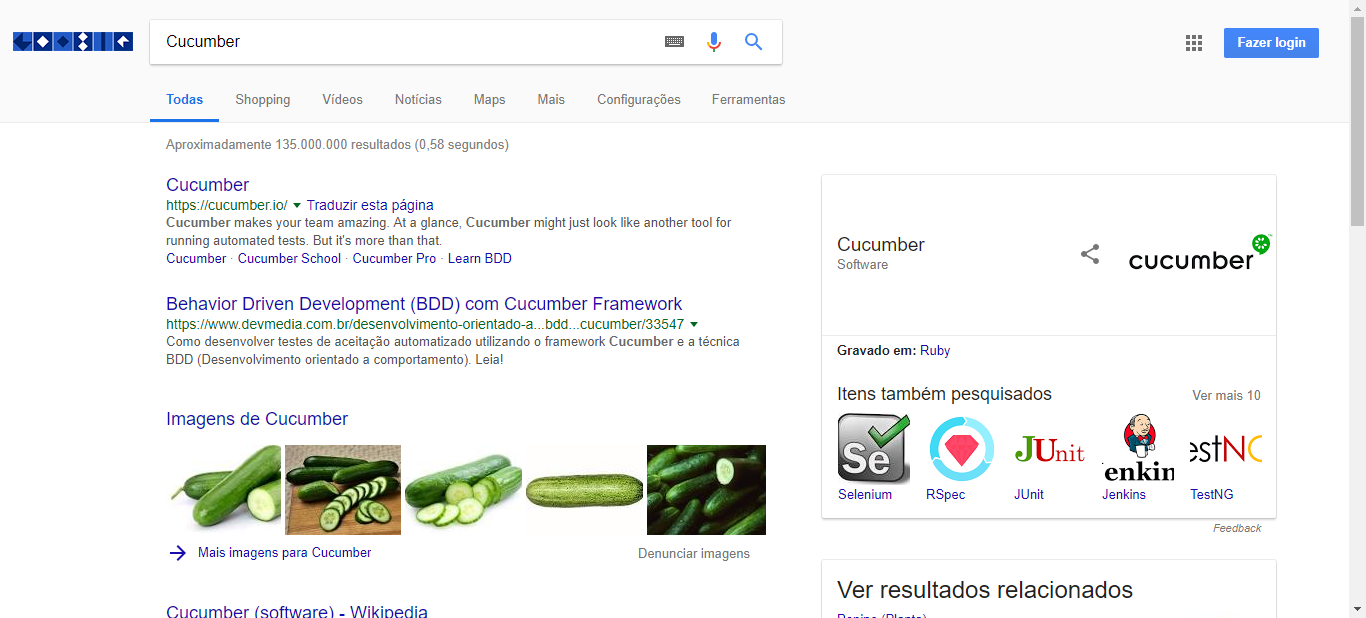 Cucumber
Fazer login
Todas Shopping Vídeos Notícias Maps Mais Configurações Ferramentas
Aproximadamente 135.000.000 resultados (0,58 segundos)
Cucumber
https://cucumber.io/ Traduzir esta página
Cucumber makes your team amazing. At a glance, Cucumber might just look like another tool for
running automated tests. But it's more than that.
Cucumber · Cucumber School · Cucumber Pro · Learn BDD
Behavior Driven Development (BDD) com Cucumber Framework
https://www.devmedia.com.br/desenvolvimento-orientado-a...bdd...cucumber/33547
Como desenvolver testes de aceitação automatizado utilizando o framework Cucumber e a técnica
BDD (Desenvolvimento orientado a comportamento). Leia!
Imagens de Cucumber
Mais imagens para Cucumber
Denunciar imagens
Cucumber (software) - Wikipedia
Cucumber
Software
cucumber
Gravado em: Ruby
Itens também pesquisados
Ver mais 10
Se
JUnit
enkin
estNG
Selenium RSpec JUnit Jenkins TestNG
Feedback
Ver resultados relacionados
Pepino (Planta)